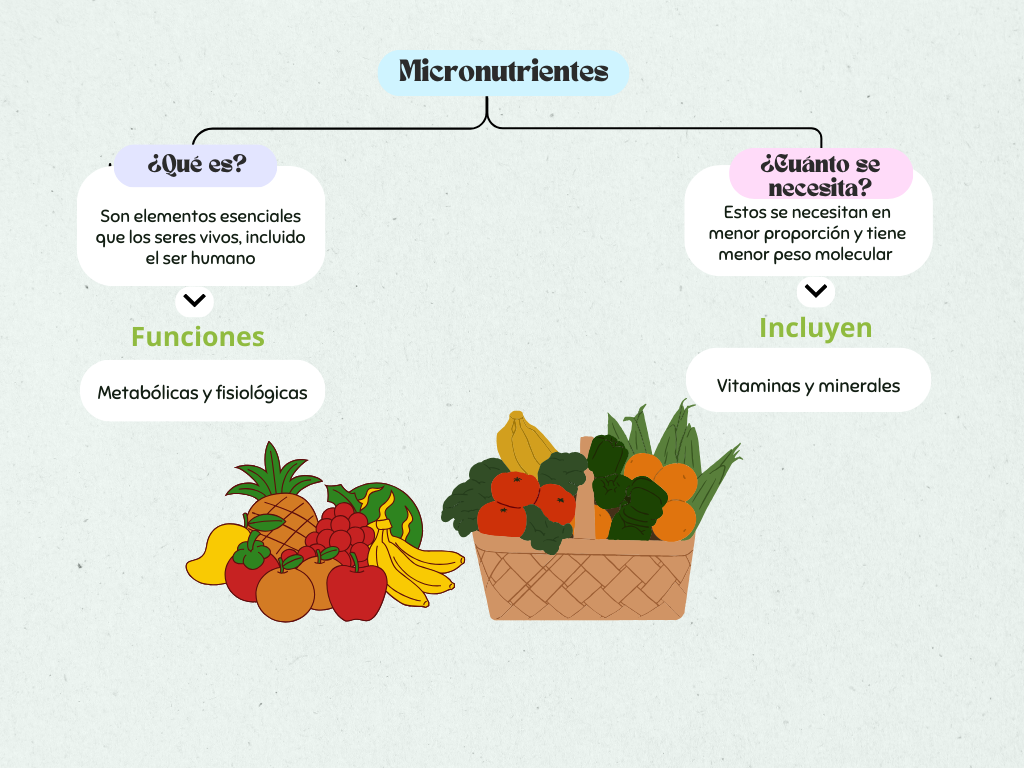 Micronutrientes
¿Qué es?
Son elementos esenciales
que los seres vivos, incluido
el ser humano
Funciones
Metabólicas y fisiológicas
¿Cuánto se
necesita?
Estos se necesitan en
menor proporción y tiene
menor peso molecular
Incluyen
Vitaminas y minerales